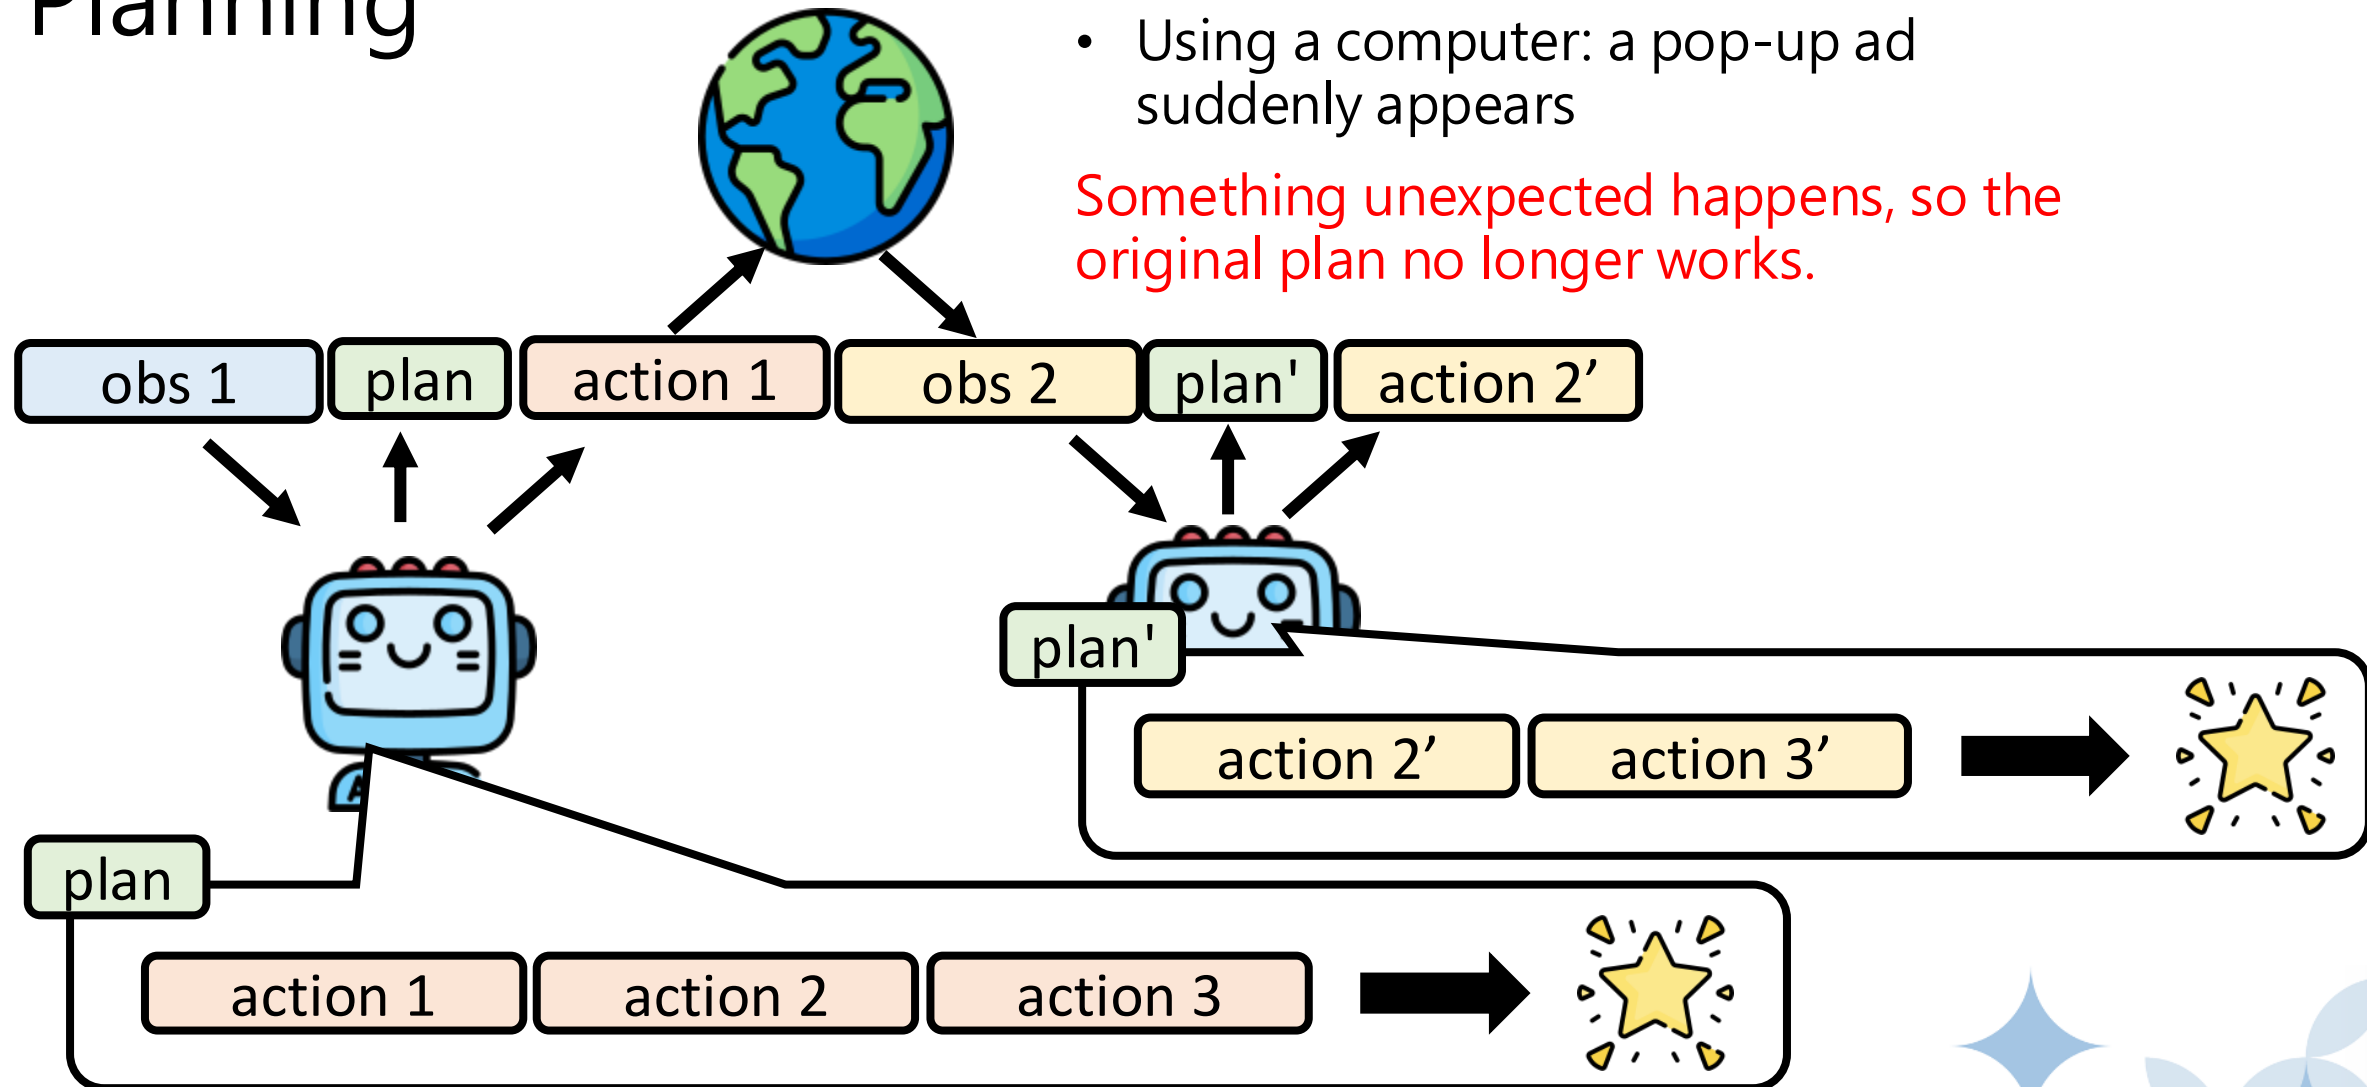 Planning
• Using a computer: a pop-up ad
suddenly appears
Something unexpected happens, so the
original plan no longer works.
obs 1
plan
action 1
obs 2
plan'
action 2’
plan'
action 2’
action 3’
plan
action 1
action 2
action 3